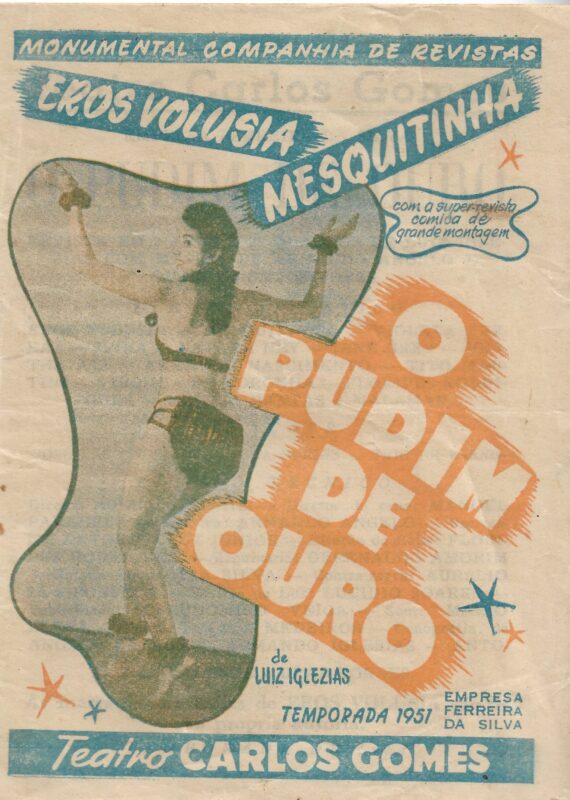 MONUMENTAL COMPANHIA DE REVISTAS
EROS VOLUSIA
MESQUITINHA
com a super-revista
comica de
grande montagem
O
PUDIM
DE
OURO
de
LUIZ IGLEZIAS
TEMPORADA 1951
EMPRESA
FERREIRA
DA SILVA
Teatro CARLOS GOMES